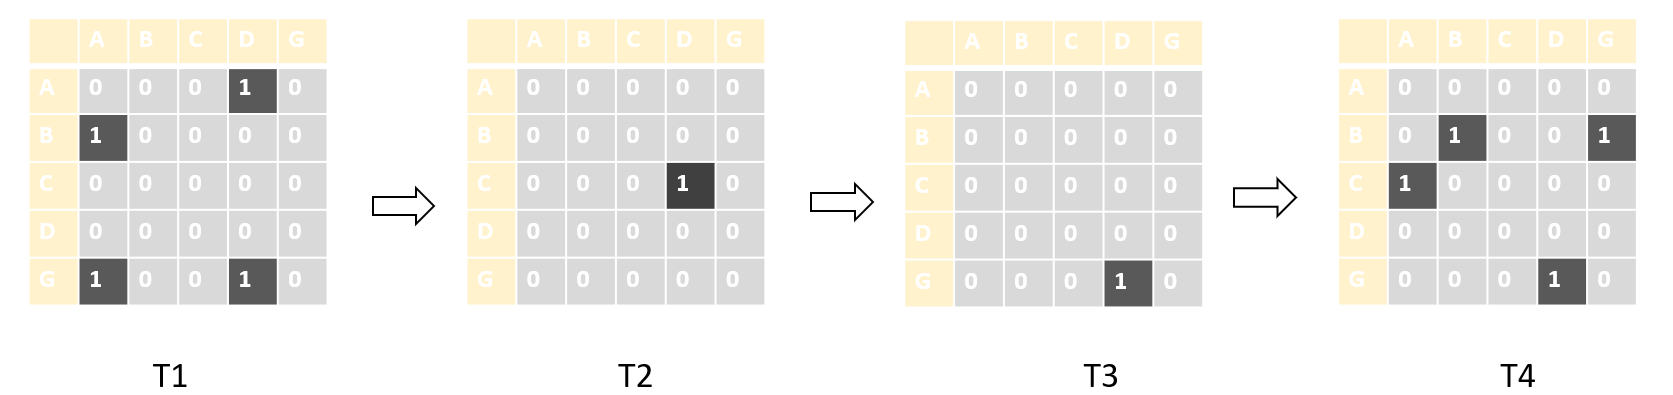 A B C D G
A 0 0 0 1 0
B 1 0 0 0 0
C 0 0 0 0 0
D 0 0 0 0 0
G 1 0 0 1 0
T1
A B C D G
A 0 0 0 0 0
B 0 0 0 0 0
C 0 0 0 1 0
D 0 0 0 0 0
G 0 0 0 0 0
T2
A B C D G
A 0 0 0 0 0
B 0 0 0 0 0
C 0 0 0 0 0
D 0 0 0 0 0
G 0 0 0 1 0
T3
A B C D G
A 0 0 0 0 0
B 0 1 0 0 1
C 1 0 0 0 0
D 0 0 0 0 0
G 0 0 0 1 0
T4